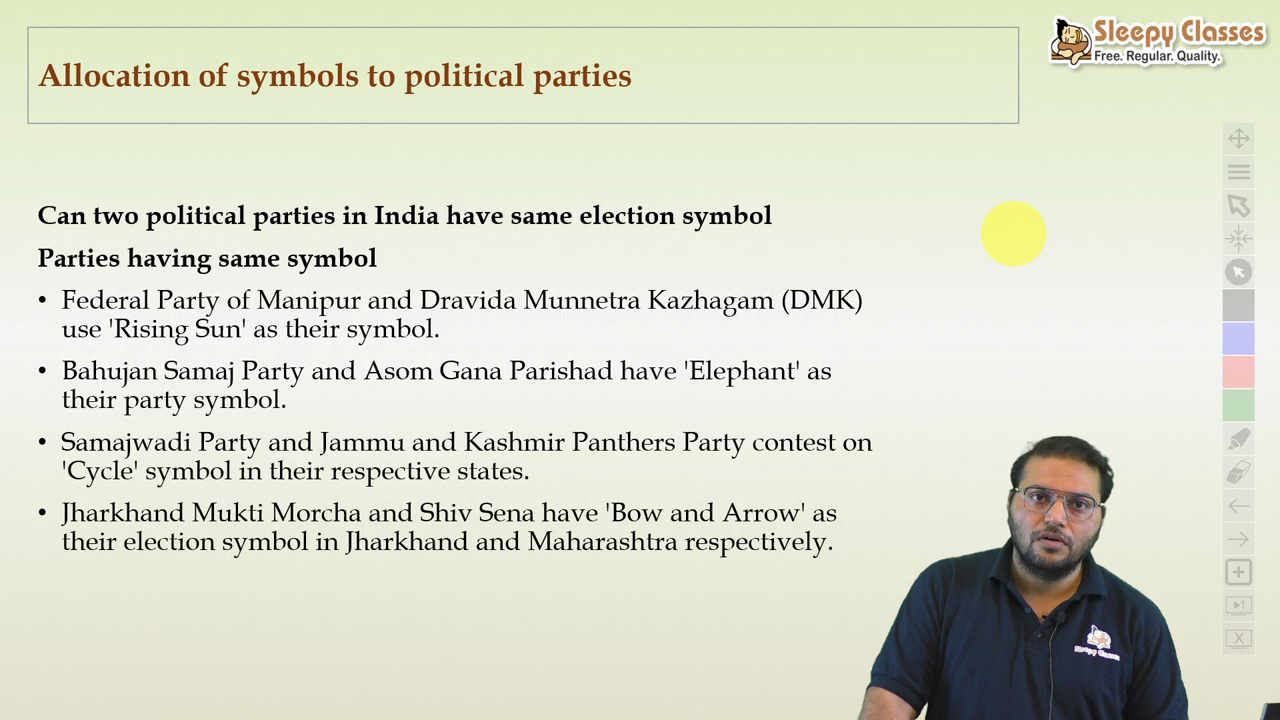 Sleepy Classes
Free. Regular. Quality.
Allocation of symbols to political parties
Can two political parties in India have same election symbol
Parties having same symbol
• Federal Party of Manipur and Dravida Munnetra Kazhagam (DMK)
use 'Rising Sun' as their symbol.
• Bahujan Samaj Party and Asom Gana Parishad have 'Elephant' as
their party symbol.
• Samajwadi Party and Jammu and Kashmir Panthers Party contest on
'Cycle' symbol in their respective states.
• Jharkhand Mukti Morcha and Shiv Sena have 'Bow and Arrow' as
their election symbol in Jharkhand and Maharashtra respectively.
Sleepy Classes
1
X